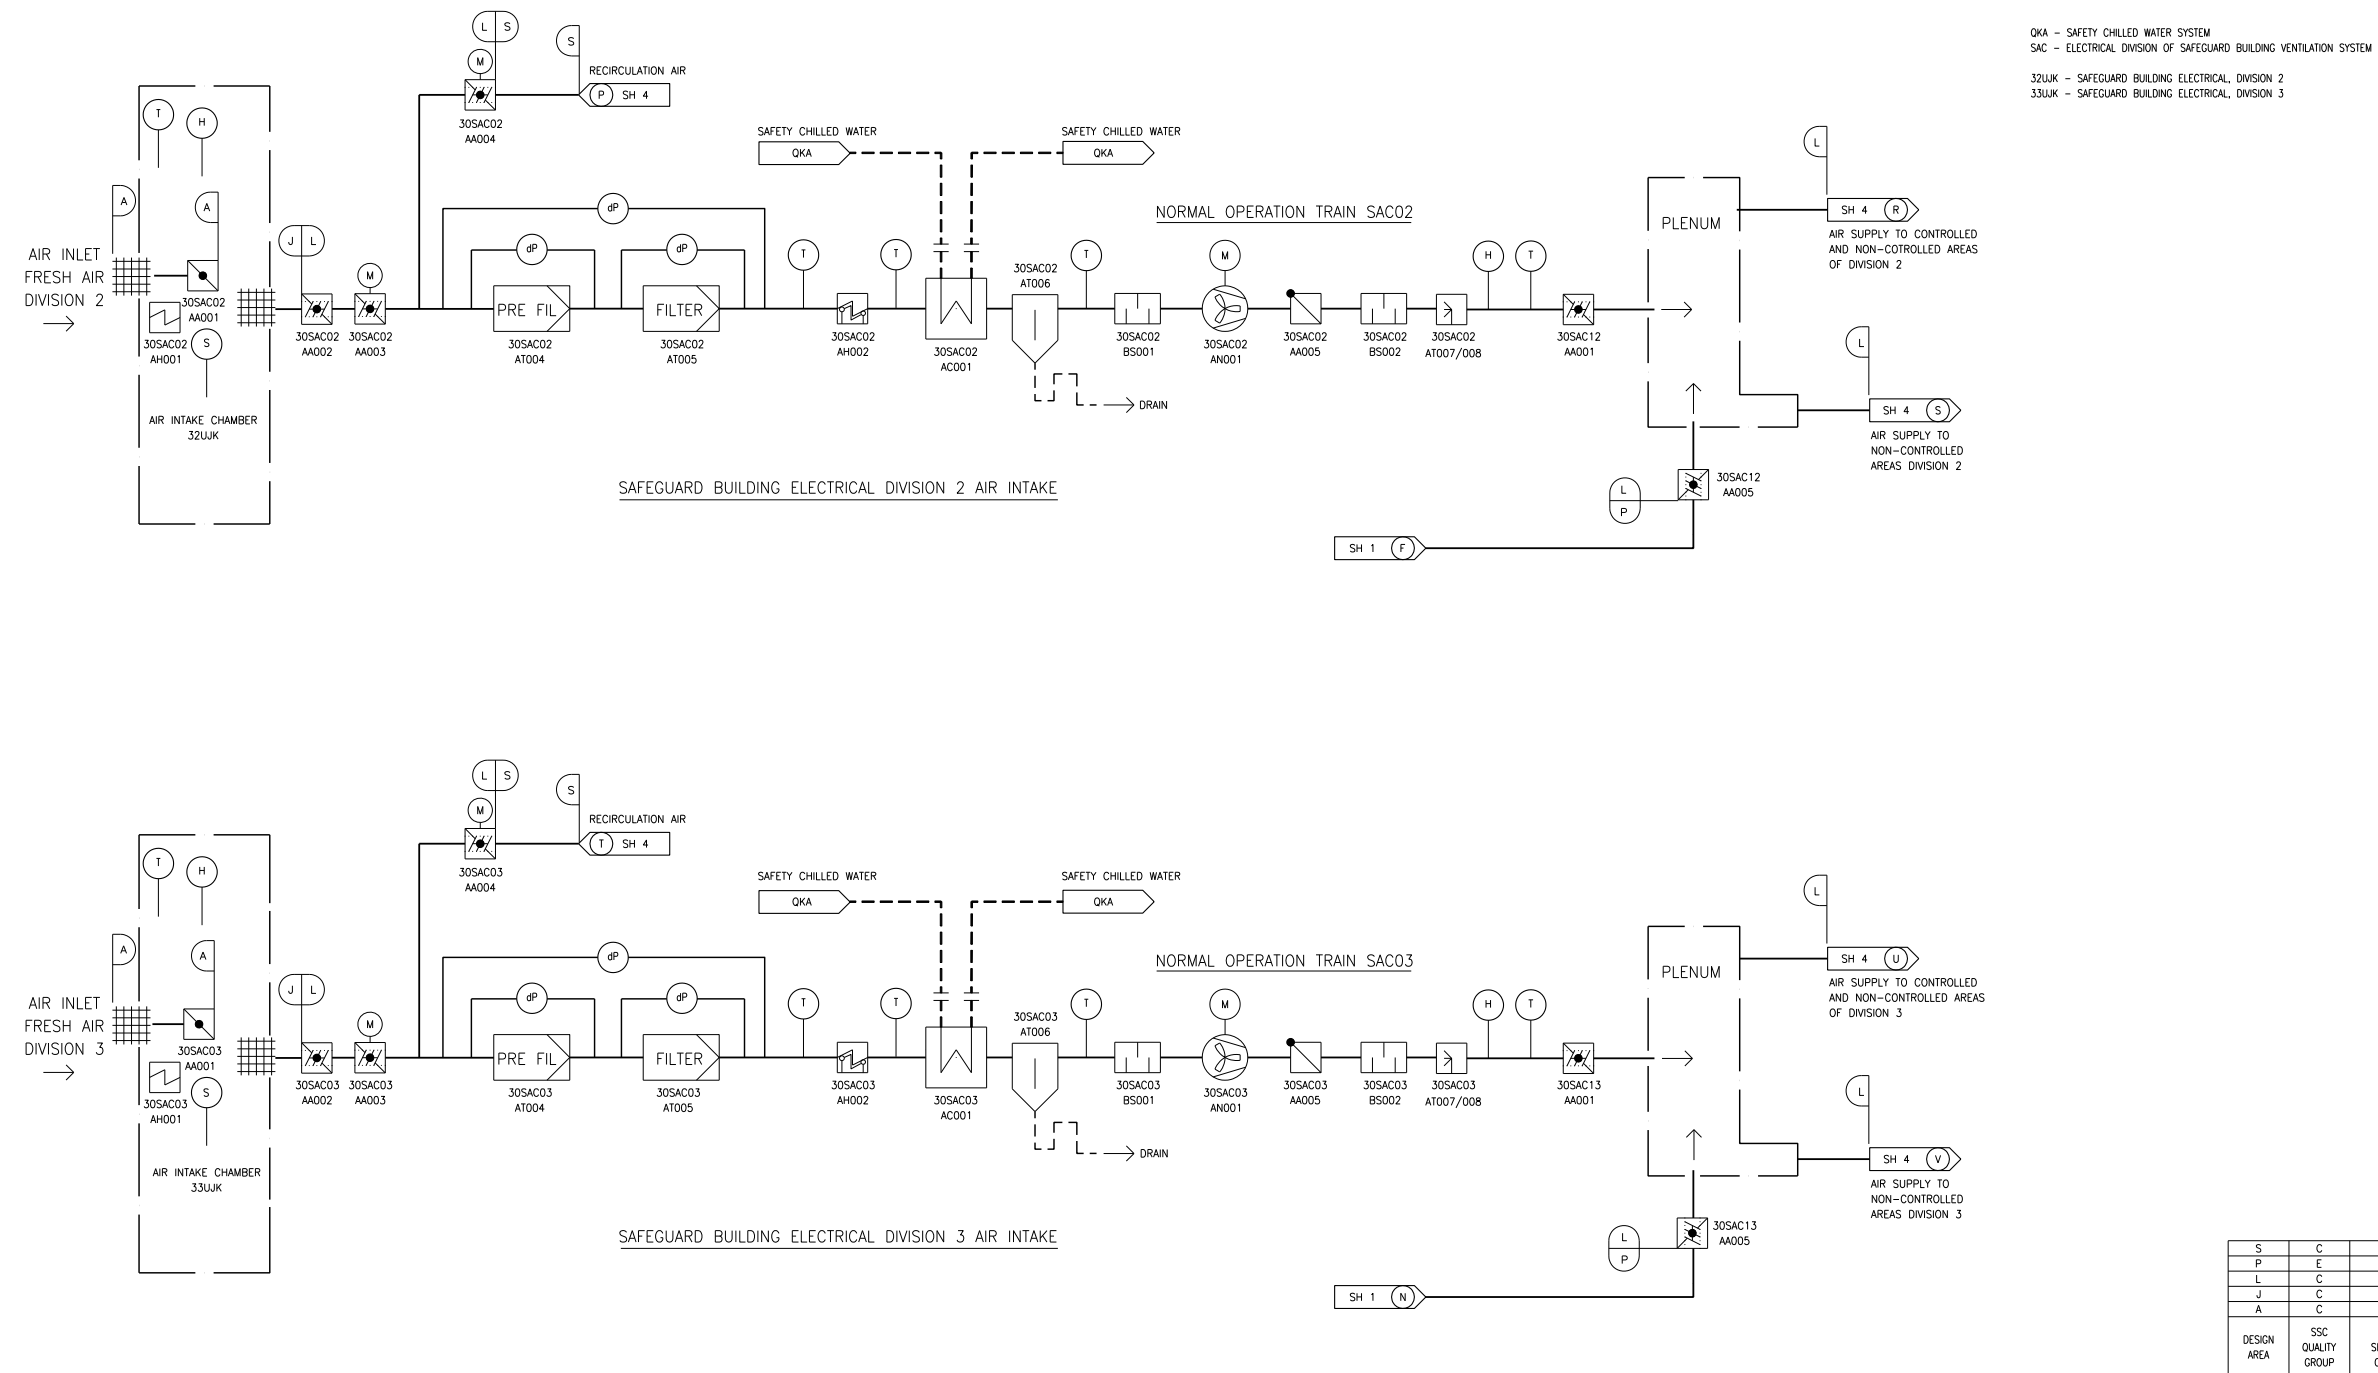 QKA – SAFETY CHILLED WATER SYSTEM
SAC – ELECTRICAL DIVISION OF SAFEGUARD BUILDING VENTILATION SYSTEM
32UJK – SAFEGUARD BUILDING ELECTRICAL, DIVISION 2
33UJK – SAFEGUARD BUILDING ELECTRICAL, DIVISION 3
L S
S
M
RECIRCULATION AIR
P SH 4
30SAC02
AA004
T
H
SAFETY CHILLED WATER
QKA
SAFETY CHILLED WATER
QKA
L
A
A
dP
NORMAL OPERATION TRAIN SAC02
PLENUM
SH 4 R
AIR SUPPLY TO CONTROLLED
AND NON-COTROLLED AREAS
OF DIVISION 2
J L
AIR INLET
FRESH AIR
DIVISION 2
M
dP
dP
T
T
30SAC02
AT006
T
M
H
T
30SAC02
AA001
PRE FIL
FILTER
30SAC02
AH001
S
30SAC02
AA002
30SAC02
AA003
30SAC02
AT004
30SAC02
AT005
30SAC02
AH002
30SAC02
AC001
30SAC02
BS001
30SAC02
AN001
30SAC02
AA005
30SAC02
BS002
30SAC02
AT007/008
30SAC12
AA001
L
DRAIN
SH 4 S
AIR SUPPLY TO
NON-CONTROLLED
AREAS DIVISION 2
AIR INTAKE CHAMBER
32UJK
SAFEGUARD BUILDING ELECTRICAL DIVISION 2 AIR INTAKE
L
P
30SAC12
AA005
SH 1 F
L S
S
M
RECIRCULATION AIR
T SH 4
30SAC03
AA004
T
H
SAFETY CHILLED WATER
QKA
SAFETY CHILLED WATER
QKA
L
A
A
dP
NORMAL OPERATION TRAIN SAC03
PLENUM
SH 4 U
AIR SUPPLY TO CONTROLLED
AND NON-CONTROLLED AREAS
OF DIVISION 3
J L
AIR INLET
FRESH AIR
DIVISION 3
M
dP
dP
T
T
30SAC03
AT006
T
M
H
T
30SAC03
AA001
PRE FIL
FILTER
30SAC03
AH001
S
30SAC03
AA002
30SAC03
AA003
30SAC03
AT004
30SAC03
AT005
30SAC03
AH002
30SAC03
AC001
30SAC03
BS001
30SAC03
AN001
30SAC03
AA005
30SAC03
BS002
30SAC03
AT007/008
30SAC13
AA001
L
DRAIN
SH 4 V
AIR SUPPLY TO
NON-CONTROLLED
AREAS DIVISION 3
AIR INTAKE CHAMBER
33UJK
SAFEGUARD BUILDING ELECTRICAL DIVISION 3 AIR INTAKE
L
P
30SAC13
AA005
SH 1 N
S C
P E
L C
J C
A C
DESIGN
AREA
SSC
QUALITY
GROUP